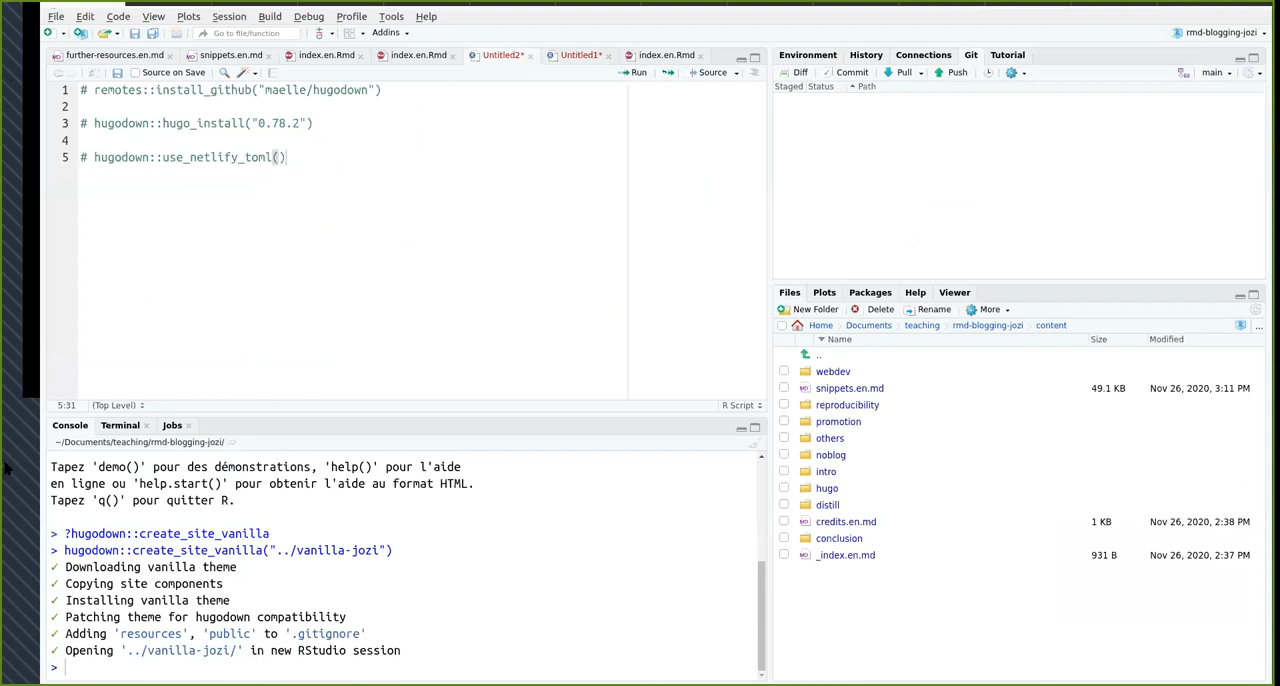 File Edit Code View Plots Session Build Debug Profile Tools Help
Go to file/function Addins rmd-blogging-jozi
further-resources.en.md snippets.en.md index.en.Rmd index.en.Rmd Untitled2* Untitled1* index.en.Rmd
Source on Save Run Source
1 # remotes::install_github("maelle/hugodown")
2
3 # hugodown::hugo_install("0.78.2")
4
5 # hugodown::use_netlify_toml()
5:31 (Top Level) R Script
Console Terminal Jobs
~/Documents/teaching/rmd-blogging-jozi/
Tapez 'demo()' pour des démonstrations, 'help()' pour l'aide
en ligne ou 'help.start()' pour obtenir l'aide au format HTML.
Tapez 'q()' pour quitter R.
> ?hugodown::create_site_vanilla
> hugodown::create_site_vanilla("../vanilla-jozi")
✓ Downloading vanilla theme
✓ Copying site components
✓ Installing vanilla theme
✓ Patching theme for hugodown compatibility
✓ Adding 'resources', 'public' to '.gitignore'
✓ Opening '../vanilla-jozi/' in new RStudio session
>
Environment History Connections Git Tutorial
Diff Commit Pull Push main
Staged Status Path
Files Plots Packages Help Viewer
New Folder Delete Rename More
Home Documents teaching rmd-blogging-jozi content ...
Name Size Modified
..
webdev
snippets.en.md 49.1 KB Nov 26, 2020, 3:11 PM
reproducibility
promotion
others
noblog
intro
hugo
distill
credits.en.md 1 KB Nov 26, 2020, 2:38 PM
conclusion
_index.en.md 931 B Nov 26, 2020, 2:37 PM